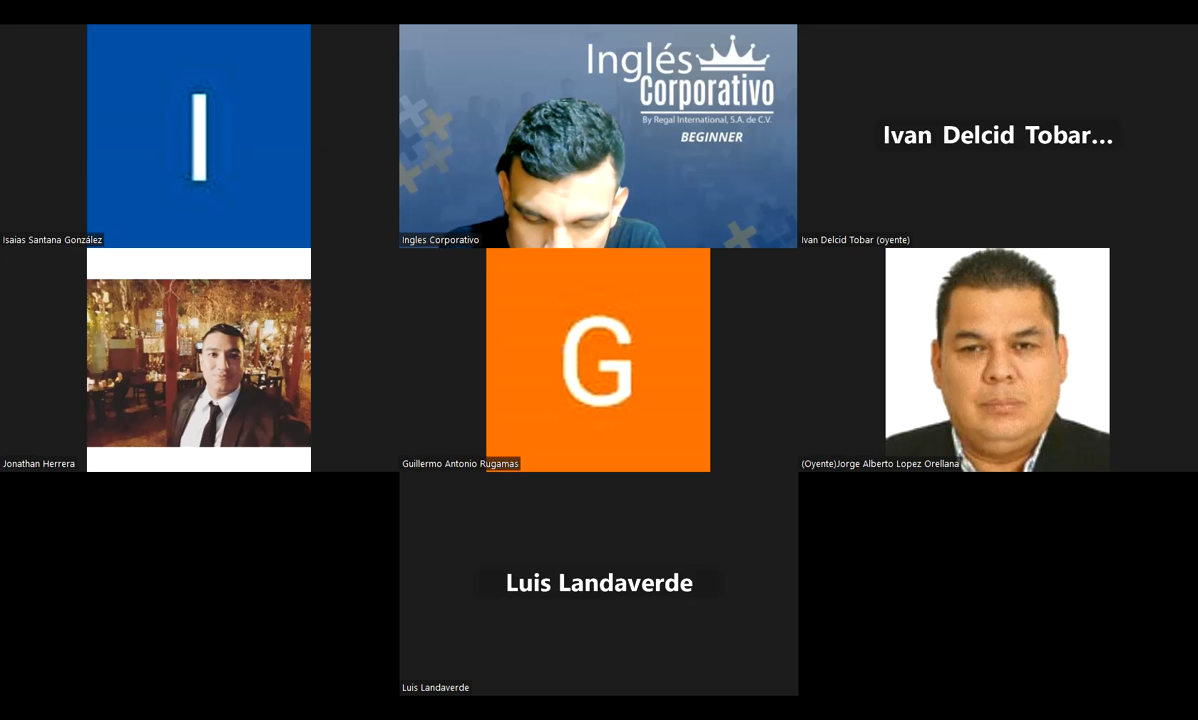 I
Isaias Santana González
Inglés
Corporativo
By Regal International, S.A. de C.V.
BEGINNER
Ingles Corporativo
Ivan Delcid Tobar...
Ivan Delcid Tobar (oyente)
Jonathan Herrera
G
Guillermo Antonio Rugamas
(Oyente)Jorge Alberto Lopez Orellana
Luis Landaverde
Luis Landaverde